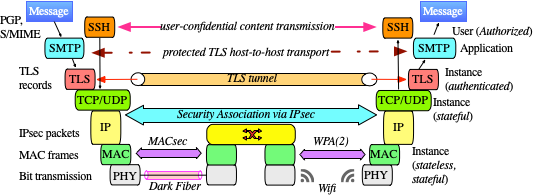 Message
Message
PGP,
S/MIME
SSH
user-confidential content transmission
SSH
User (Authorized)
SMTP
protected TLS host-to-host transport
SMTP
Application
TLS
records
TLS
TLS tunnel
TLS
Instance
(authenticated)
TCP/UDP
TCP/UDP
Instance
(stateful)
Security Association via IPsec
IPsec packets
IP
IP
MACsec
WPA(2)
MAC frames
MAC
MAC
Instance
(stateless,
stateful)
Bit transmission
PHY
PHY
Dark Fiber
Wifi